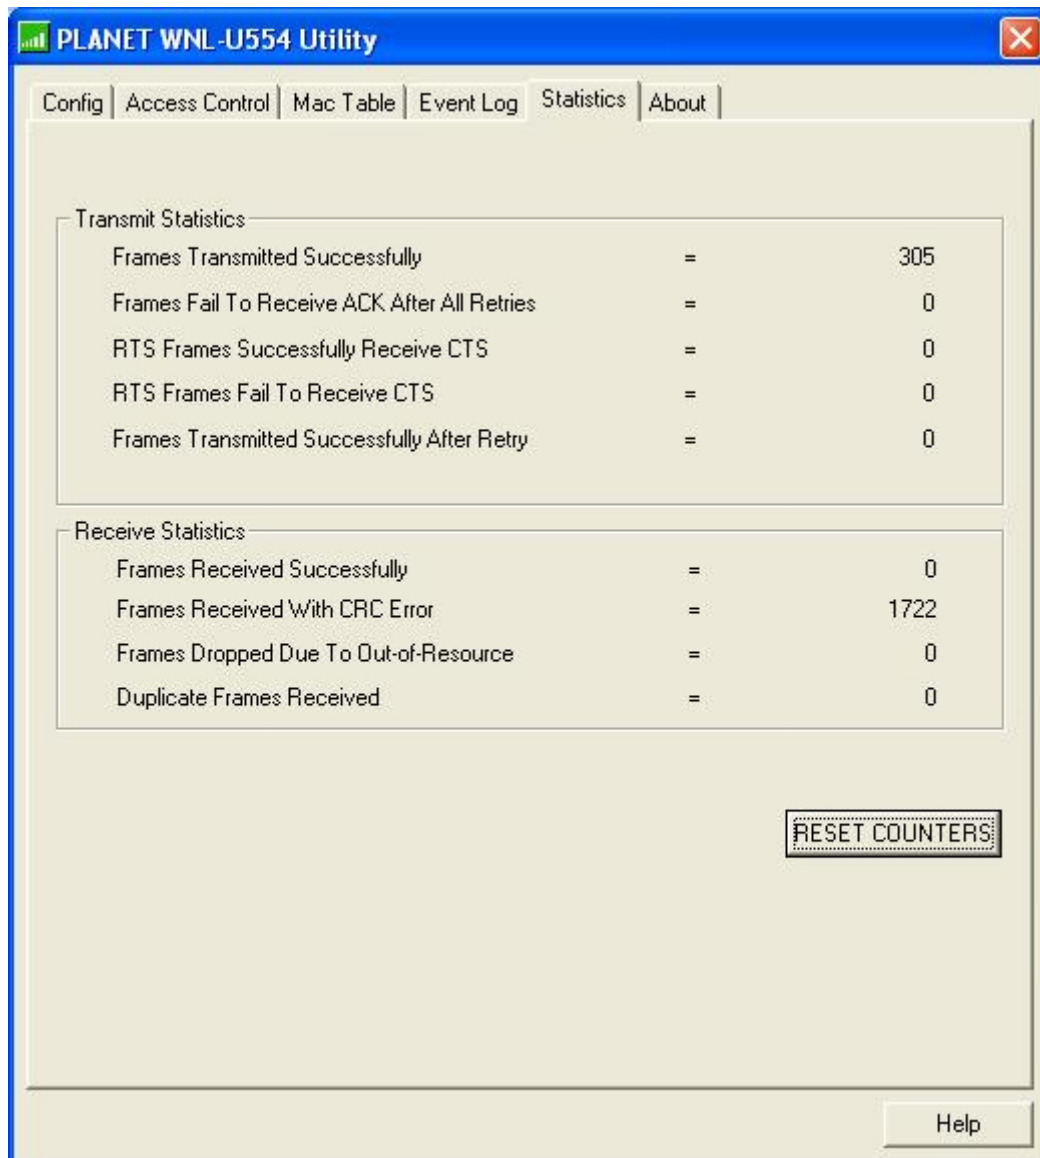 PLANET WNL-U554 Utility
Config Access Control Mac Table Event Log Statistics About
Transmit Statistics
Frames Transmitted Successfully = 305
Frames Fail To Receive ACK After All Retries = 0
RTS Frames Successfully Receive CTS = 0
RTS Frames Fail To Receive CTS = 0
Frames Transmitted Successfully After Retry = 0
Receive Statistics
Frames Received Successfully = 0
Frames Received With CRC Error = 1722
Frames Dropped Due To Out-of-Resource = 0
Duplicate Frames Received = 0
RESET COUNTERS
Help